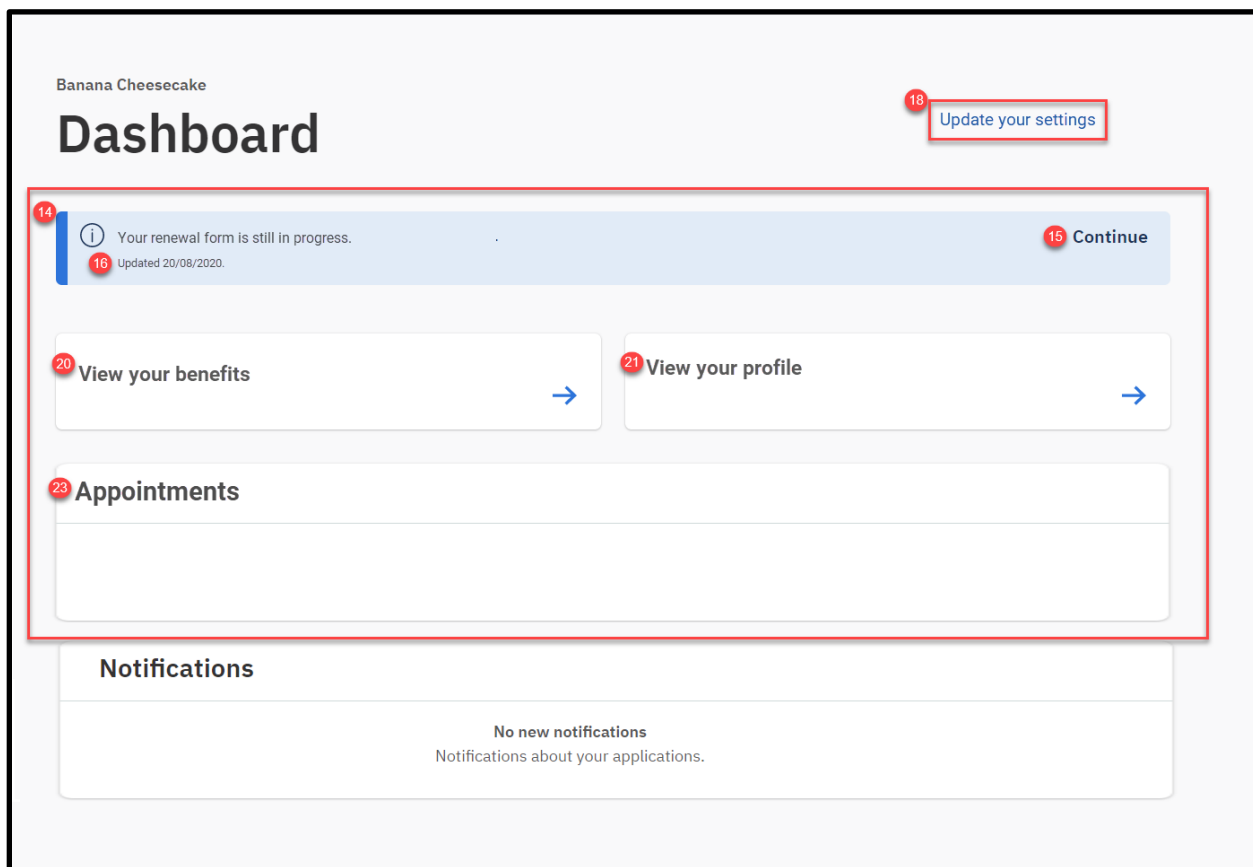 Banana Cheesecake
Dashboard
18
Update your settings
14
Your renewal form is still in progress.
.
15 Continue
16 Updated 20/08/2020.
20 View your benefits
21 View your profile
23 Appointments
Notifications
No new notifications
Notifications about your applications.